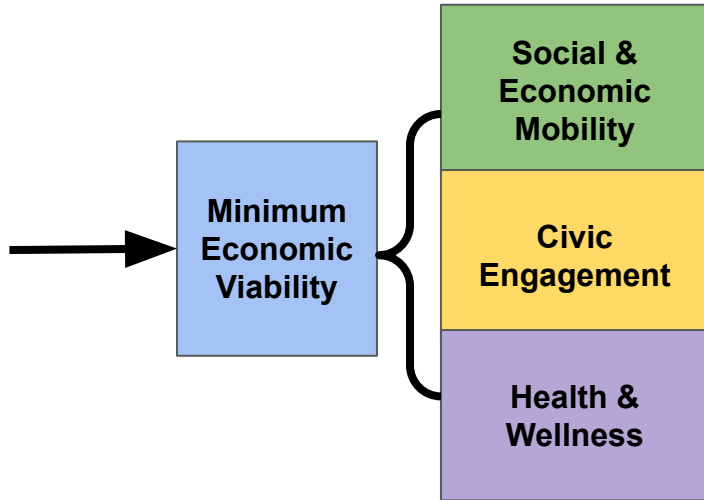 Social &
Economic
Mobility
Minimum
Economic
Viability
Civic
Engagement
Health &
Wellness